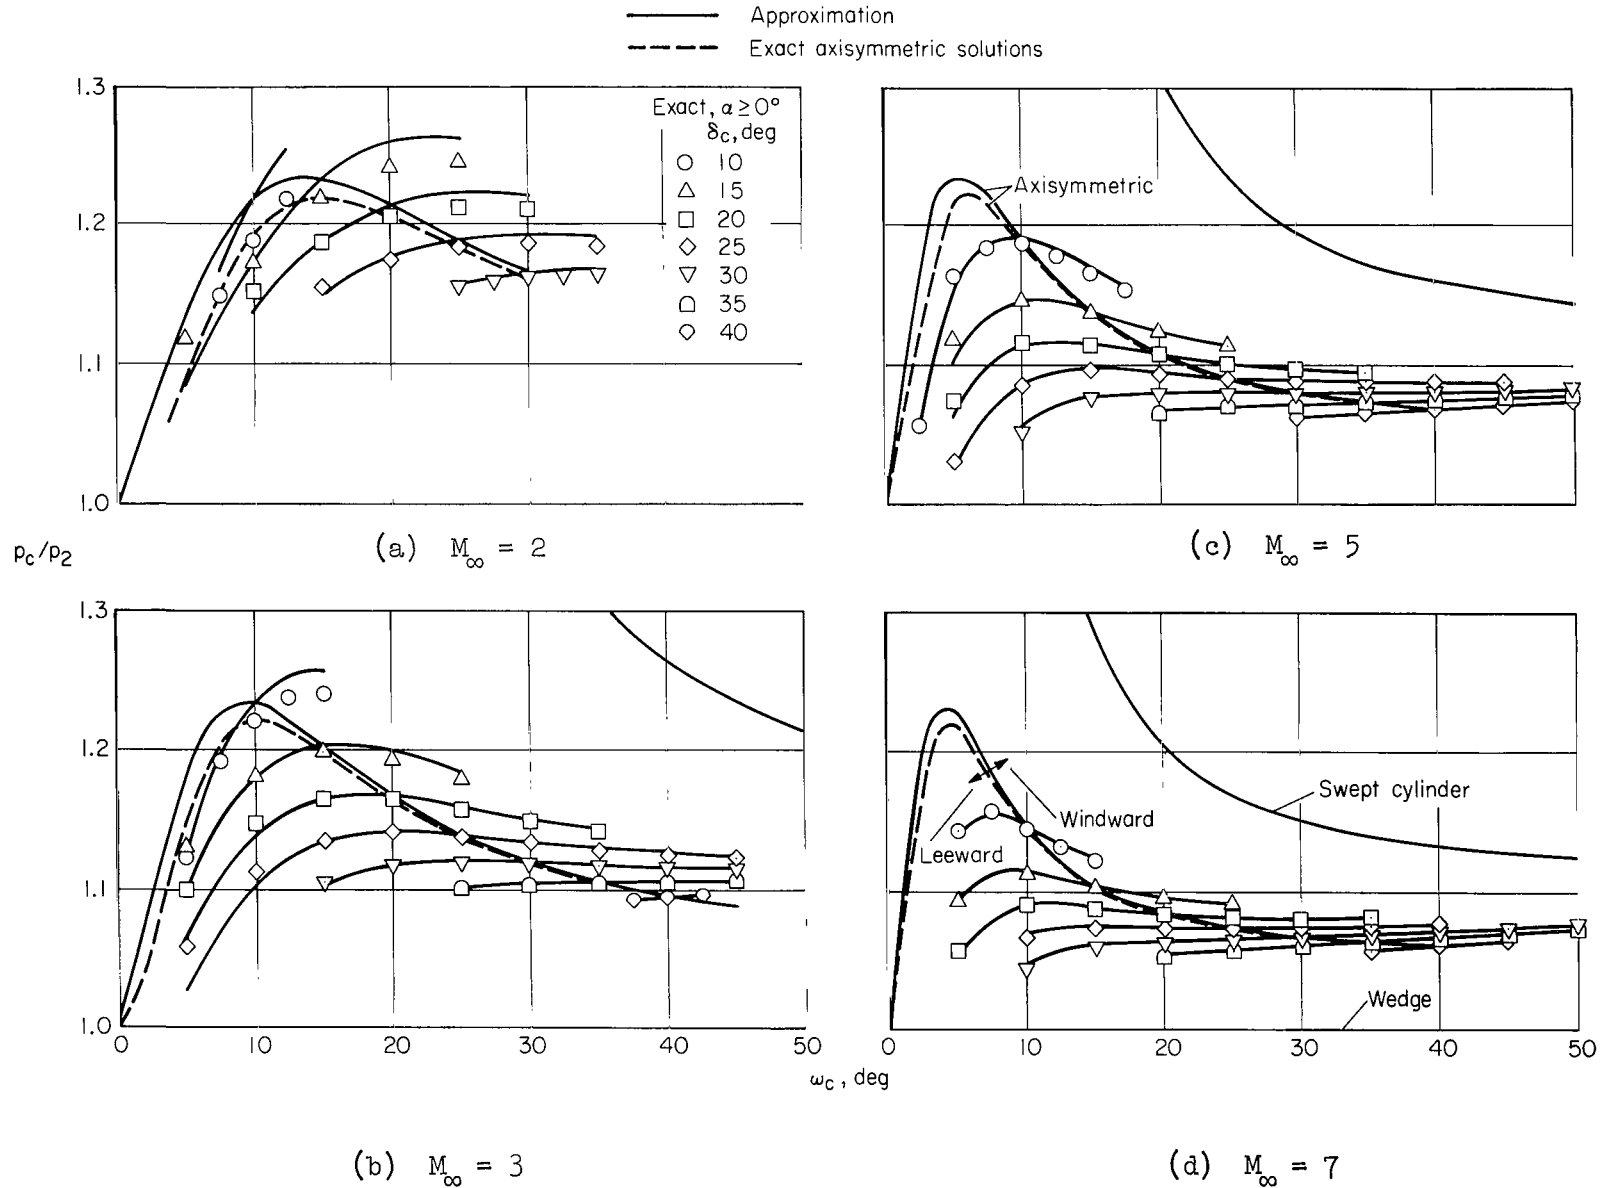 Approximation
Exact axisymmetric solutions
1.3
1.2
1.1
1.0
Exact, α ≥ 0°
δc, deg
10
15
20
25
30
35
40
(a) M∞ = 2
Axisymmetric
(c) M∞ = 5
pc/p2
1.3
1.2
1.1
1.0
0 10 20 30 40 50
(b) M∞ = 3
Swept cylinder
Windward
Leeward
Wedge
0 10 20 30 40 50
ωc, deg
(d) M∞ = 7